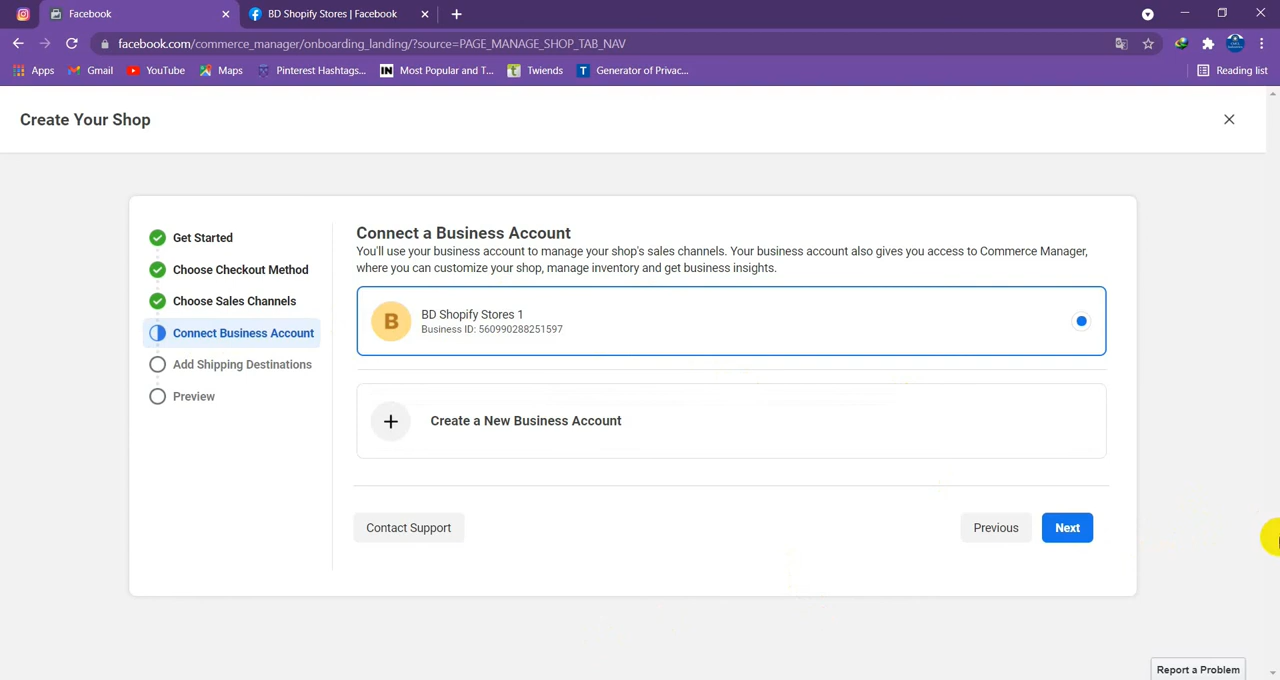 Facebook
BD Shopify Stores | Facebook
facebook.com/commerce_manager/onboarding_landing/?source=PAGE_MANAGE_SHOP_TAB_NAV
Apps
Gmail
YouTube
Maps
Pinterest Hashtags...
IN
Most Popular and T...
t
Twiends
T
Generator of Privac...
Reading list
Create Your Shop
Get Started
Choose Checkout Method
Choose Sales Channels
Connect Business Account
Add Shipping Destinations
Preview
Connect a Business Account
You'll use your business account to manage your shop's sales channels. Your business account also gives you access to Commerce Manager,
where you can customize your shop, manage inventory and get business insights.
B
BD Shopify Stores 1
Business ID: 560990288251597
Create a New Business Account
Contact Support
Previous
Next
Report a Problem